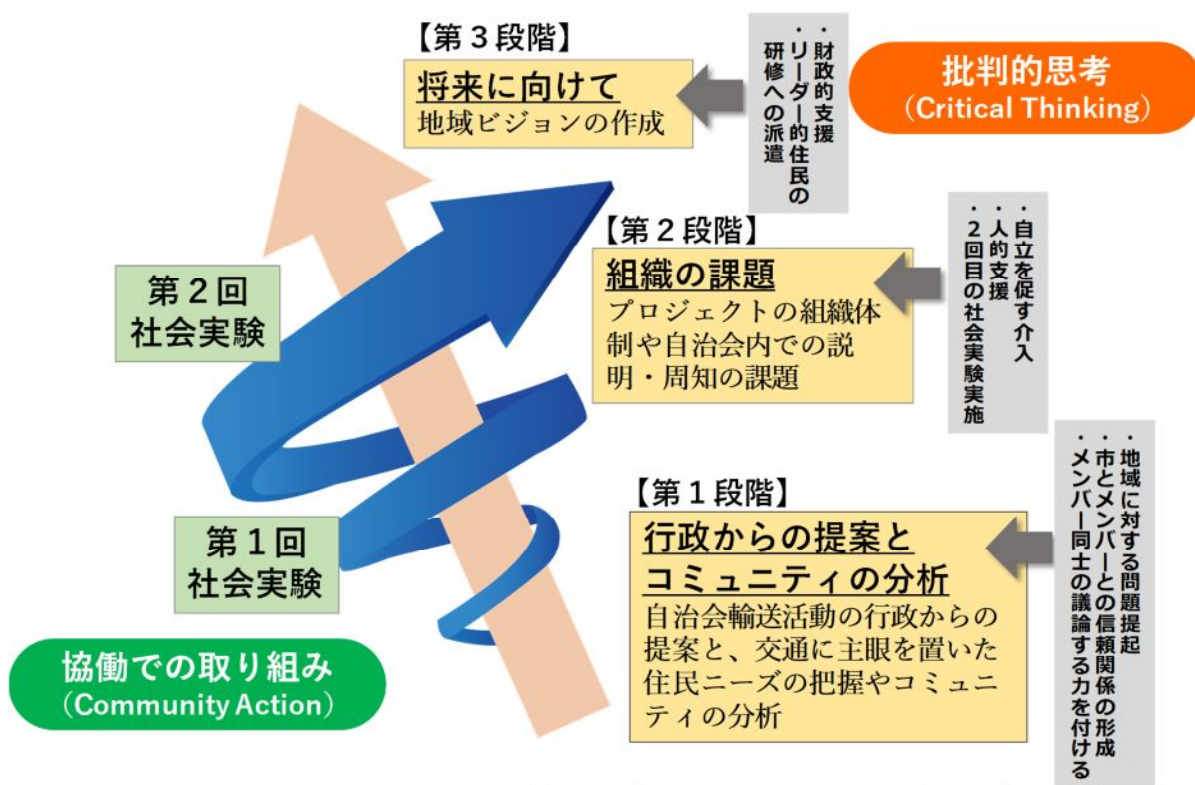 【第３段階】
将来に向けて
地域ビジョンの作成
・財政的支援
・リーダー的住民の
研修への派遣
批判的思考
（Critical Thinking）
【第２段階】
組織の課題
プロジェクトの組織体
制や自治会内での説
明・周知の課題
・自立を促す介入
・人的支援
・２回目の社会実験実施
第２回
社会実験
【第１段階】
行政からの提案と
コミュニティの分析
自治会輸送活動の行政からの
提案と、交通に主眼を置いた
住民ニーズの把握やコミュニ
ティの分析
・地域に対する問題提起
・市とメンバーとの信頼関係の形成
・メンバー同士の議論する力を付ける
第１回
社会実験
協働での取り組み
（Community Action）